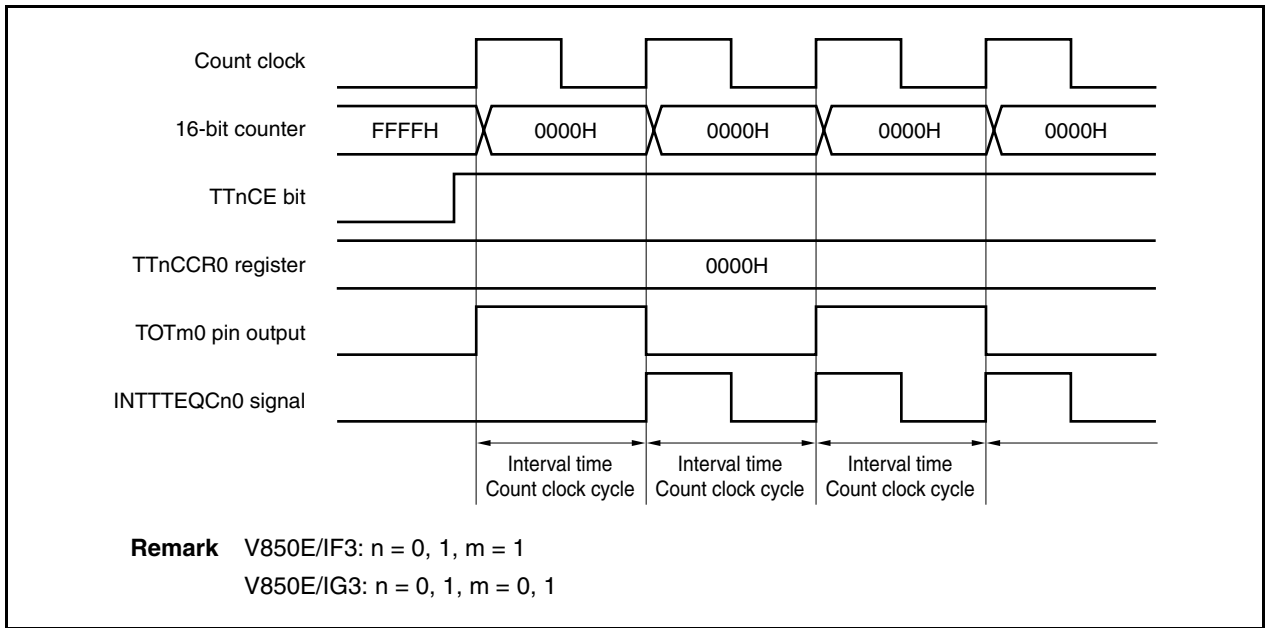 Count clock
16-bit counter
FFFFH
0000H
0000H
0000H
0000H
TTnCE bit
TTnCCR0 register
0000H
TOTm0 pin output
INTTTEQCn0 signal
Interval time
Count clock cycle
Interval time
Count clock cycle
Interval time
Count clock cycle
Remark V850E/IF3: n = 0, 1, m = 1
V850E/IG3: n = 0, 1, m = 0, 1